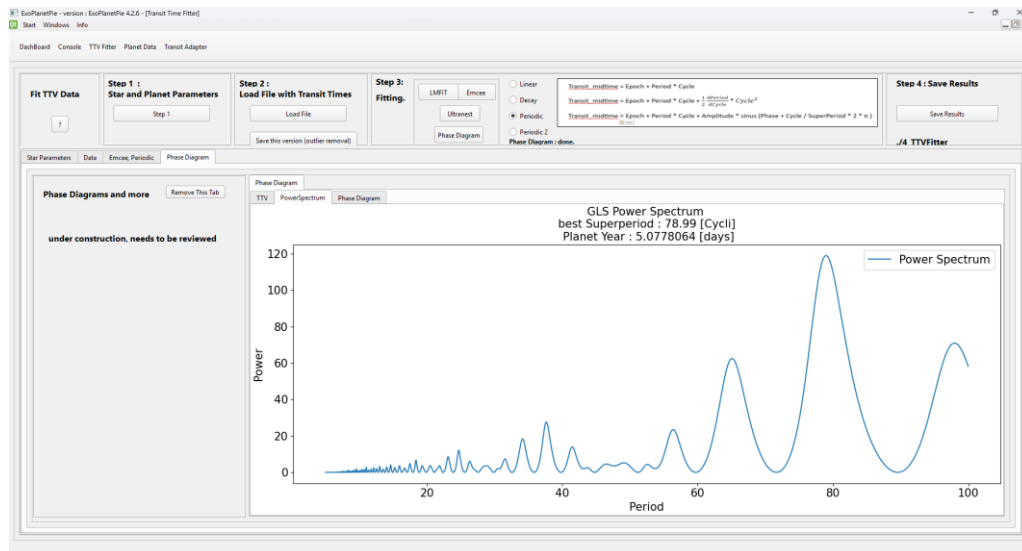 ExoPlanetPie - version : ExoPlanetPie 4.2.6 - [Transit Time Fitter]
Start Windows Info
DashBoard Console TTV Fitter Planet Data Transit Adapter
Fit TTV Data
?
Step 1 :
Star and Planet Parameters
Step 1
Step 2 :
Load File with Transit Times
Load File
Save this version (outlier removal)
Step 3:
Fitting.
LMFIT Emcee
Ultranest
Phase Diagram
Linear
Decay
Periodic
Periodic 2
Phase Diagram : done.
Transit_midtime = Epoch + Period * Cycle
Transit_midtime = Epoch + Period * Cycle + 1/2 dPeriod/dCycle * Cycle²
Transit_midtime = Epoch + Period * Cycle + Amplitude * sinus (Phase + Cycle / SuperPeriod * 2 * π )
Step 4 : Save Results
Save Results
./4_TTVFitter
Star Parameters Data Emcee, Periodic Phase Diagram
Phase Diagrams and more
Remove This Tab
under construction, needs to be reviewed
Phase Diagram
TTV PowerSpectrum Phase Diagram
GLS Power Spectrum
best Superperiod : 78.99 [Cycli]
Planet Year : 5.0778064 [days]
Power Spectrum
120
100
80
60
40
20
0
Power
20 40 60 80 100
Period